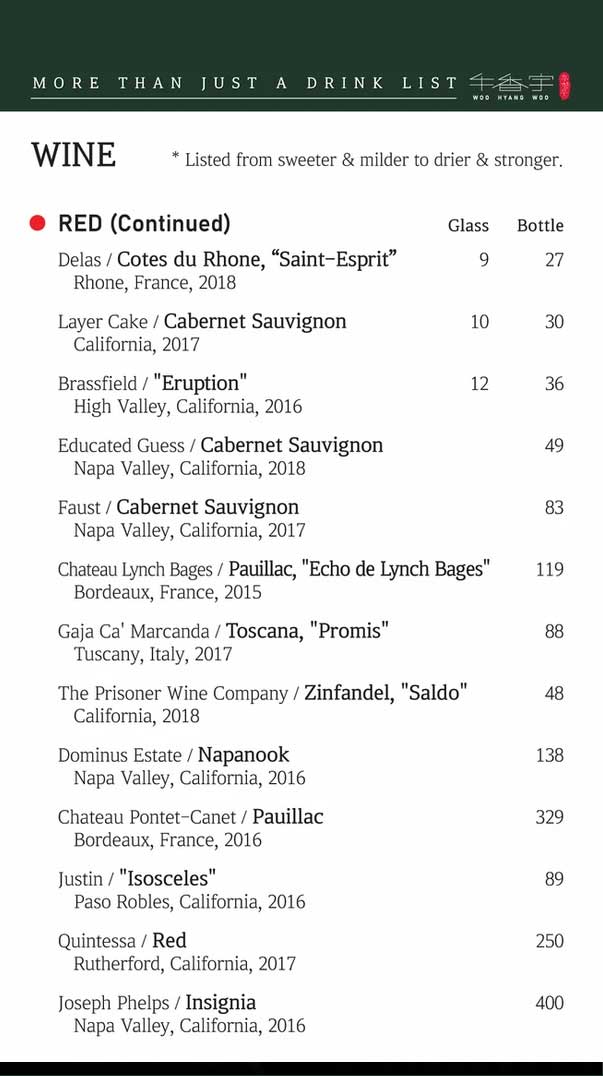 MORE THAN JUST A DRINK LIST
牛香宇
WOO HYANG WOO
WINE
* Listed from sweeter & milder to drier & stronger.
RED (Continued) Glass Bottle
Delas / Cotes du Rhone, “Saint-Esprit” 9 27
Rhone, France, 2018
Layer Cake / Cabernet Sauvignon 10 30
California, 2017
Brassfield / "Eruption" 12 36
High Valley, California, 2016
Educated Guess / Cabernet Sauvignon 49
Napa Valley, California, 2018
Faust / Cabernet Sauvignon 83
Napa Valley, California, 2017
Chateau Lynch Bages / Pauillac, "Echo de Lynch Bages" 119
Bordeaux, France, 2015
Gaja Ca' Marcanda / Toscana, "Promis" 88
Tuscany, Italy, 2017
The Prisoner Wine Company / Zinfandel, "Saldo" 48
California, 2018
Dominus Estate / Napanook 138
Napa Valley, California, 2016
Chateau Pontet-Canet / Pauillac 329
Bordeaux, France, 2016
Justin / "Isosceles" 89
Paso Robles, California, 2016
Quintessa / Red 250
Rutherford, California, 2017
Joseph Phelps / Insignia 400
Napa Valley, California, 2016